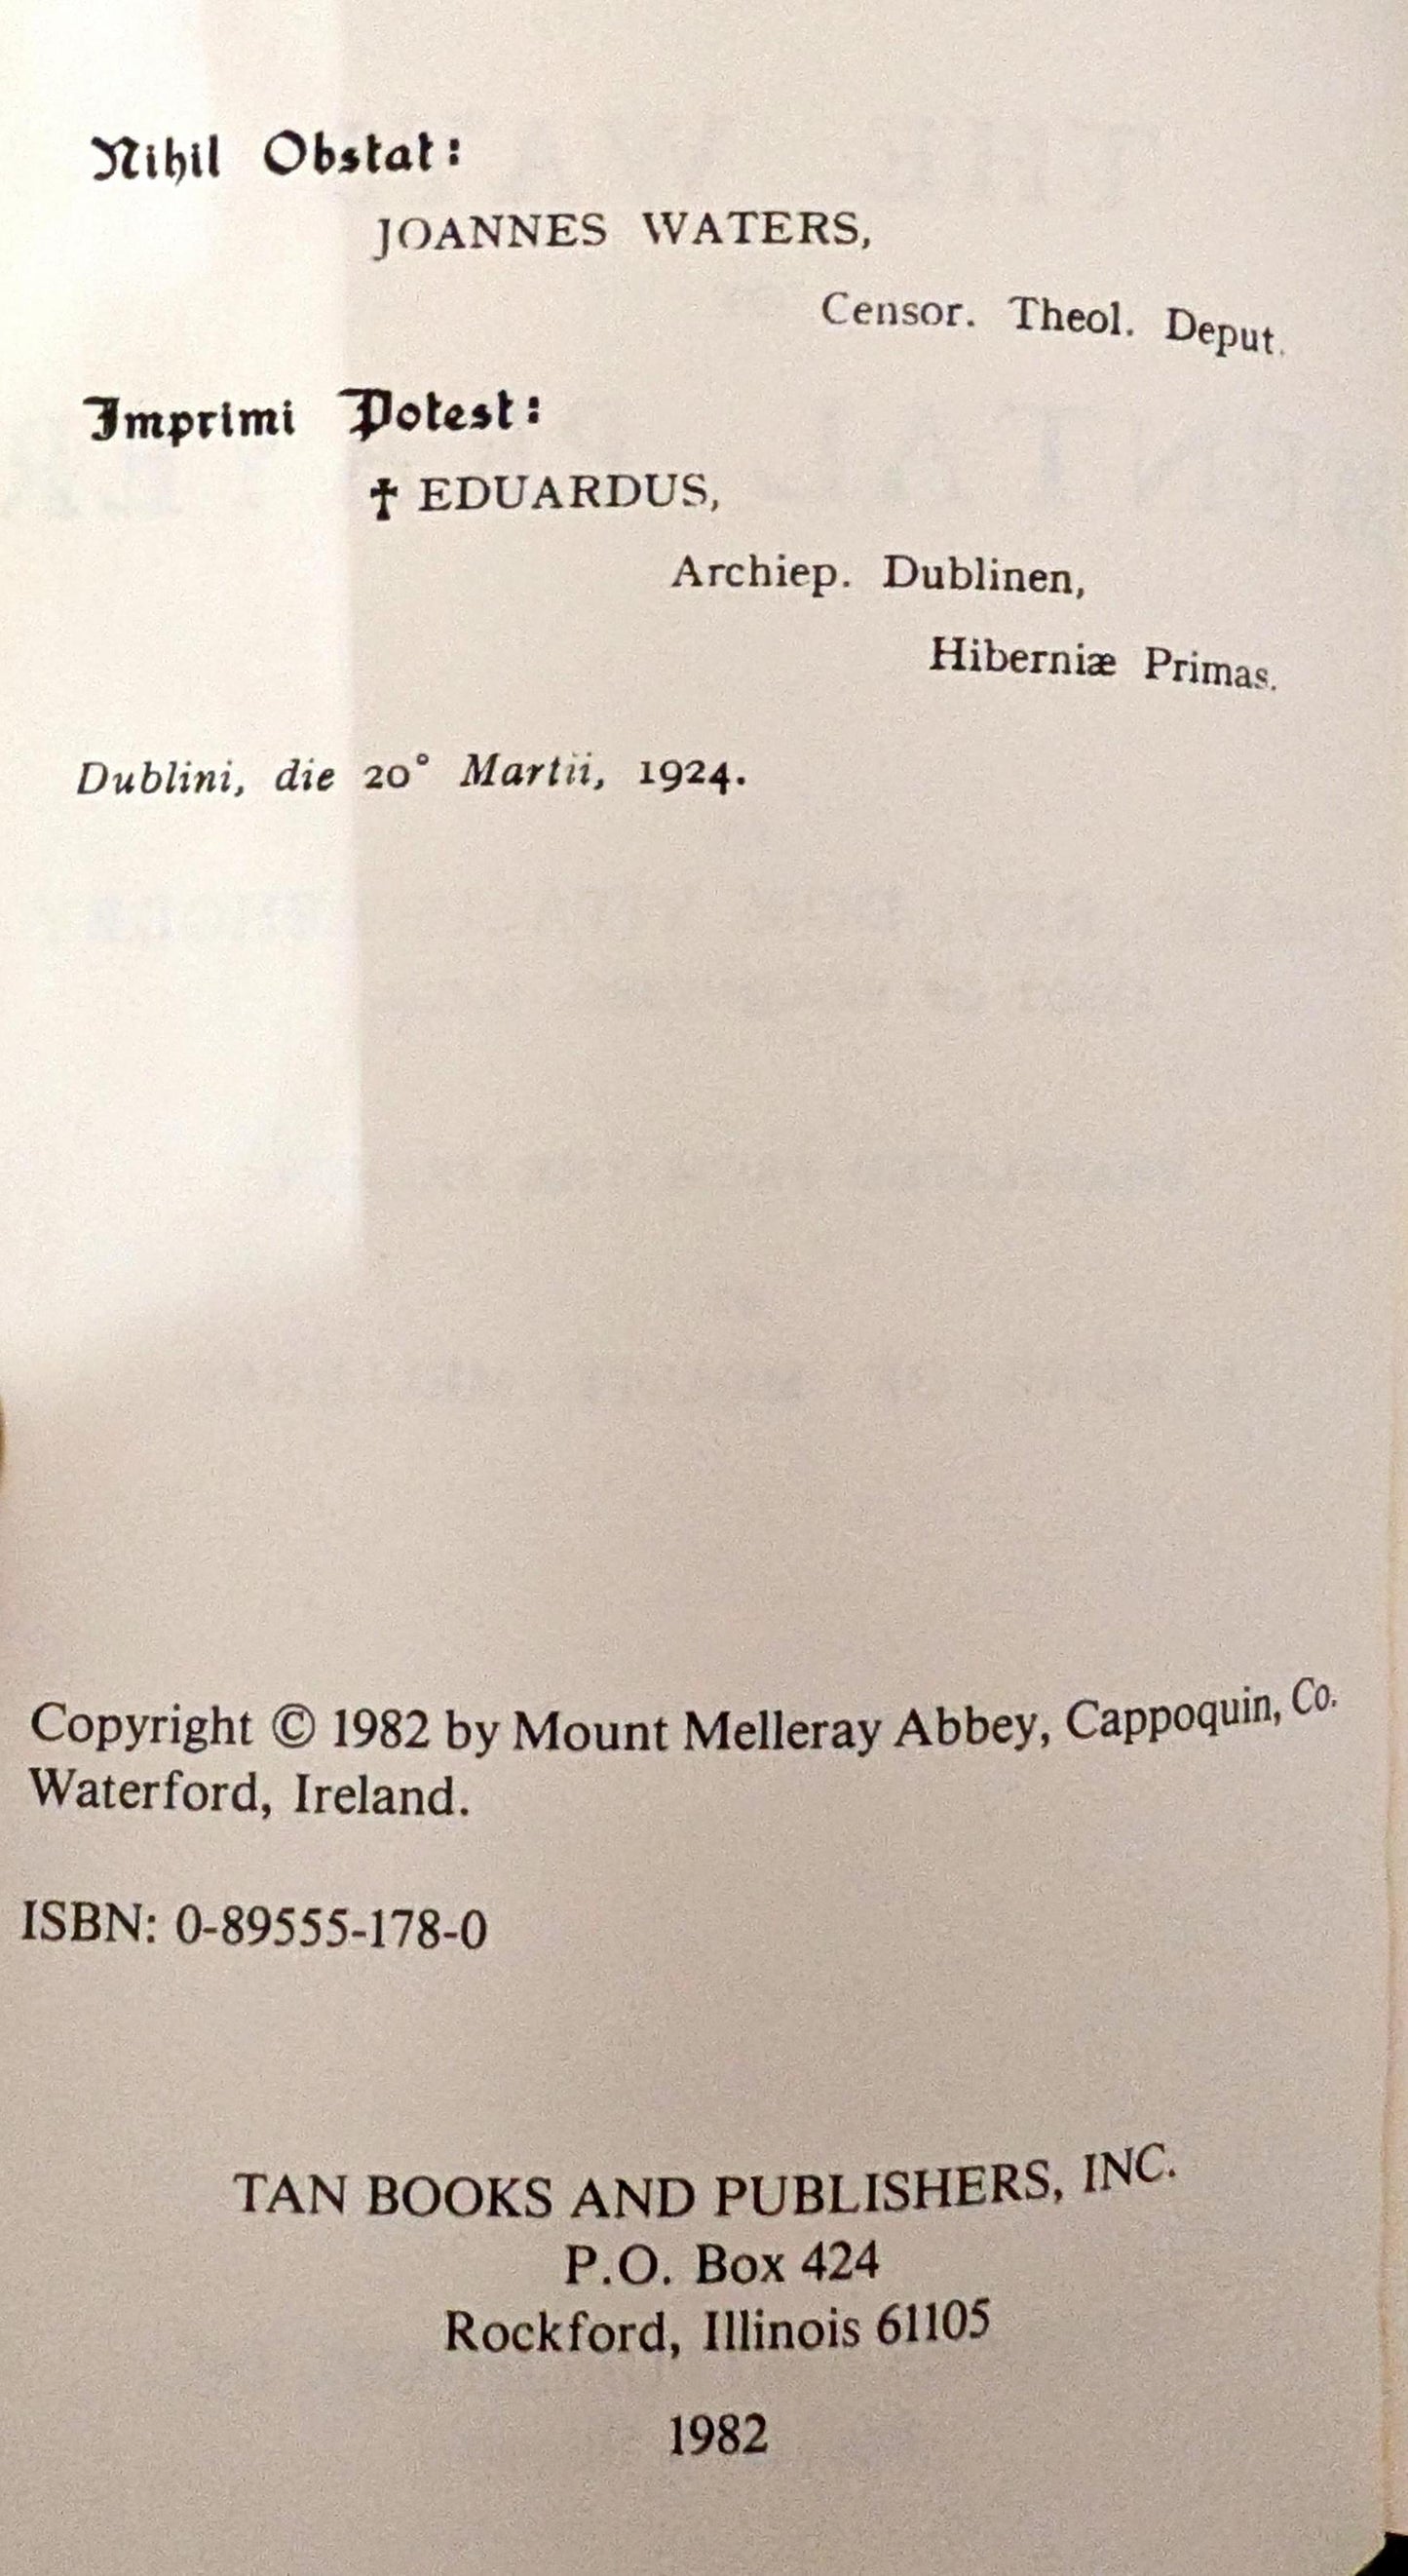 Nihil Obstat:
JOANNES WATERS,
Censor. Theol. Deput.
Imprimi Potest:
✝ EDUARDUS,
Archiep. Dublinen,
Hiberniæ Primas.
Dublini, die 20° Martii, 1924.
Copyright © 1982 by Mount Melleray Abbey, Cappoquin, Co.
Waterford, Ireland.
ISBN: 0-89555-178-0
TAN BOOKS AND PUBLISHERS, INC.
P.O. Box 424
Rockford, Illinois 61105
1982